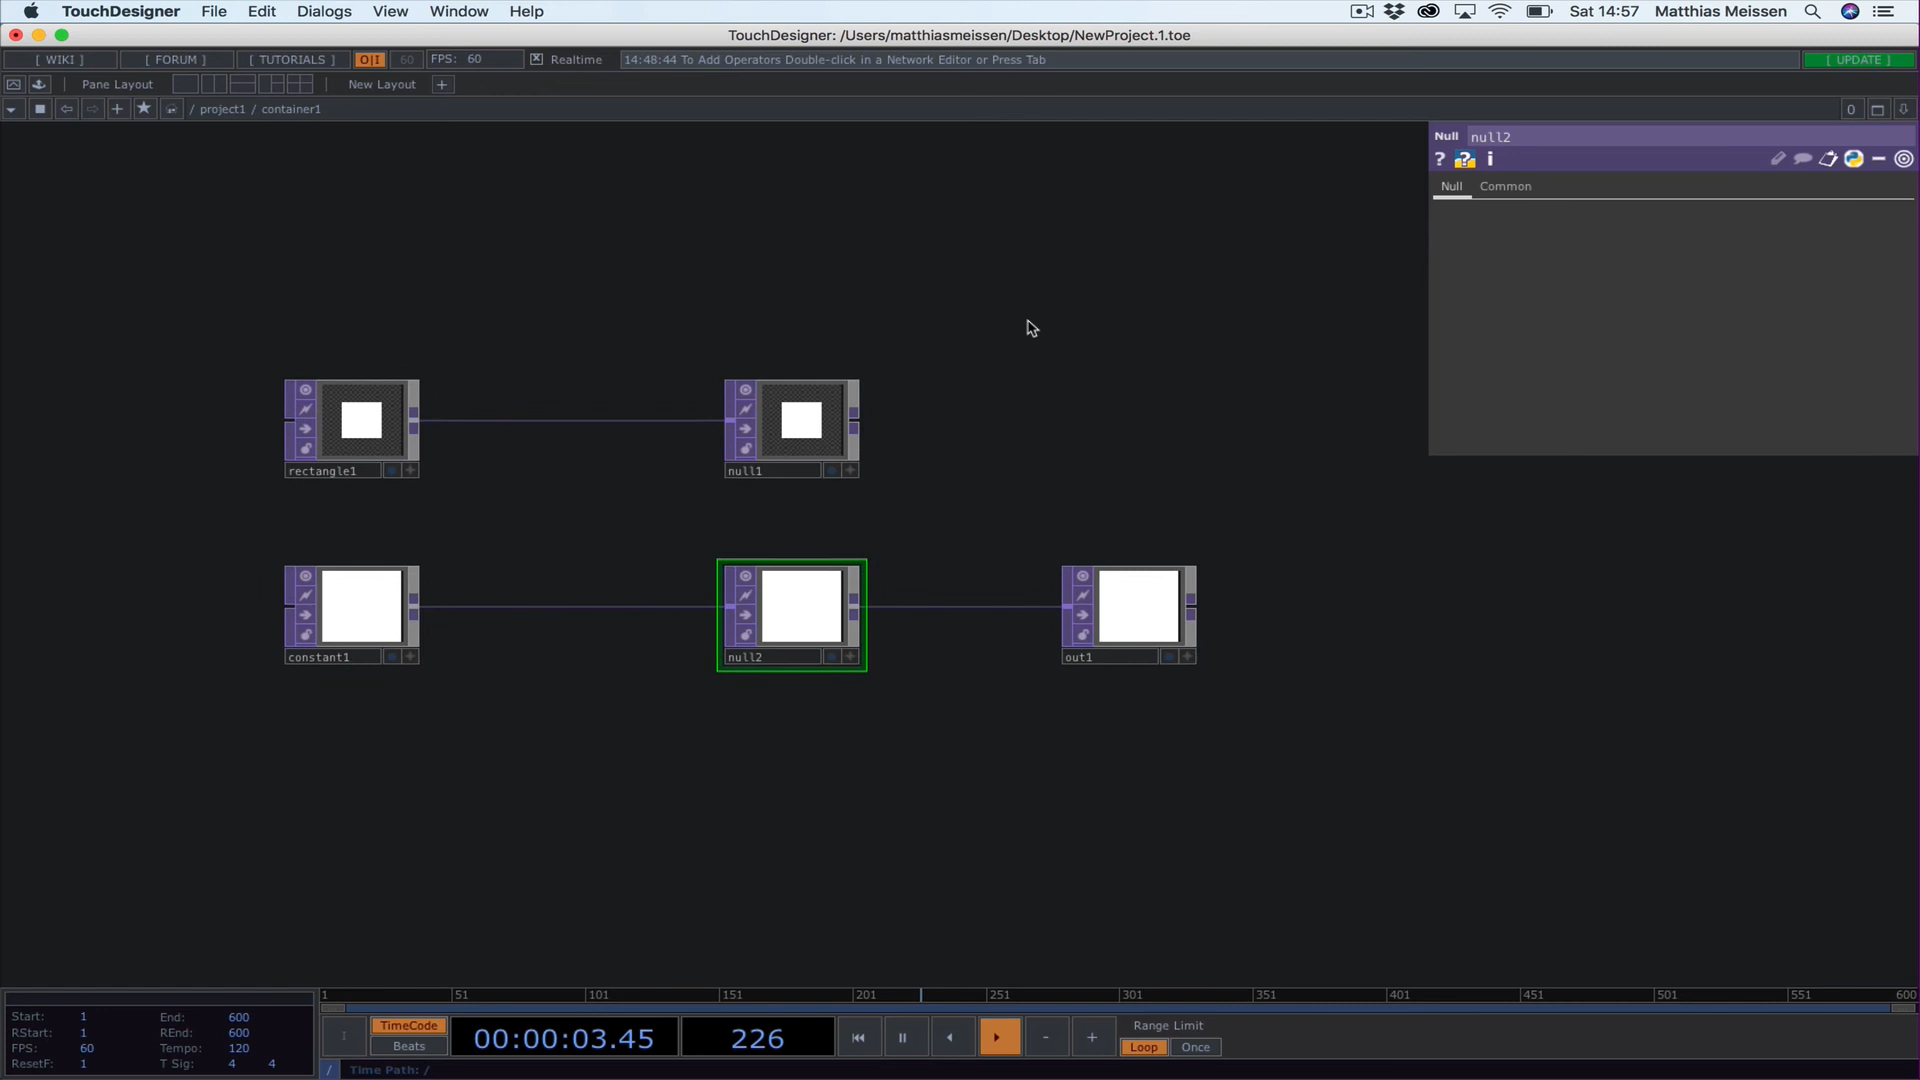 TouchDesigner File Edit Dialogs View Window Help Sat 14:57 Matthias Meissen
TouchDesigner: /Users/matthiasmeissen/Desktop/NewProject.1.toe
[ WIKI ] [ FORUM ] [ TUTORIALS ] O|I 60 FPS: 60 Realtime 14:48:44 To Add Operators Double-click in a Network Editor or Press Tab [ UPDATE ]
Pane Layout New Layout +
/ project1 / container1 0
Null null2
? ? i
Null Common
rectangle1 null1
constant1 null2 out1
1 51 101 151 201 251 301 351 401 451 501 551 600
Start: 1 End: 600
RStart: 1 REnd: 600
FPS: 60 Tempo: 120
ResetF: 1 T Sig: 4 4
TimeCode
Beats
00:00:03.45 226 - +
Range Limit
Loop Once
/ Time Path: /